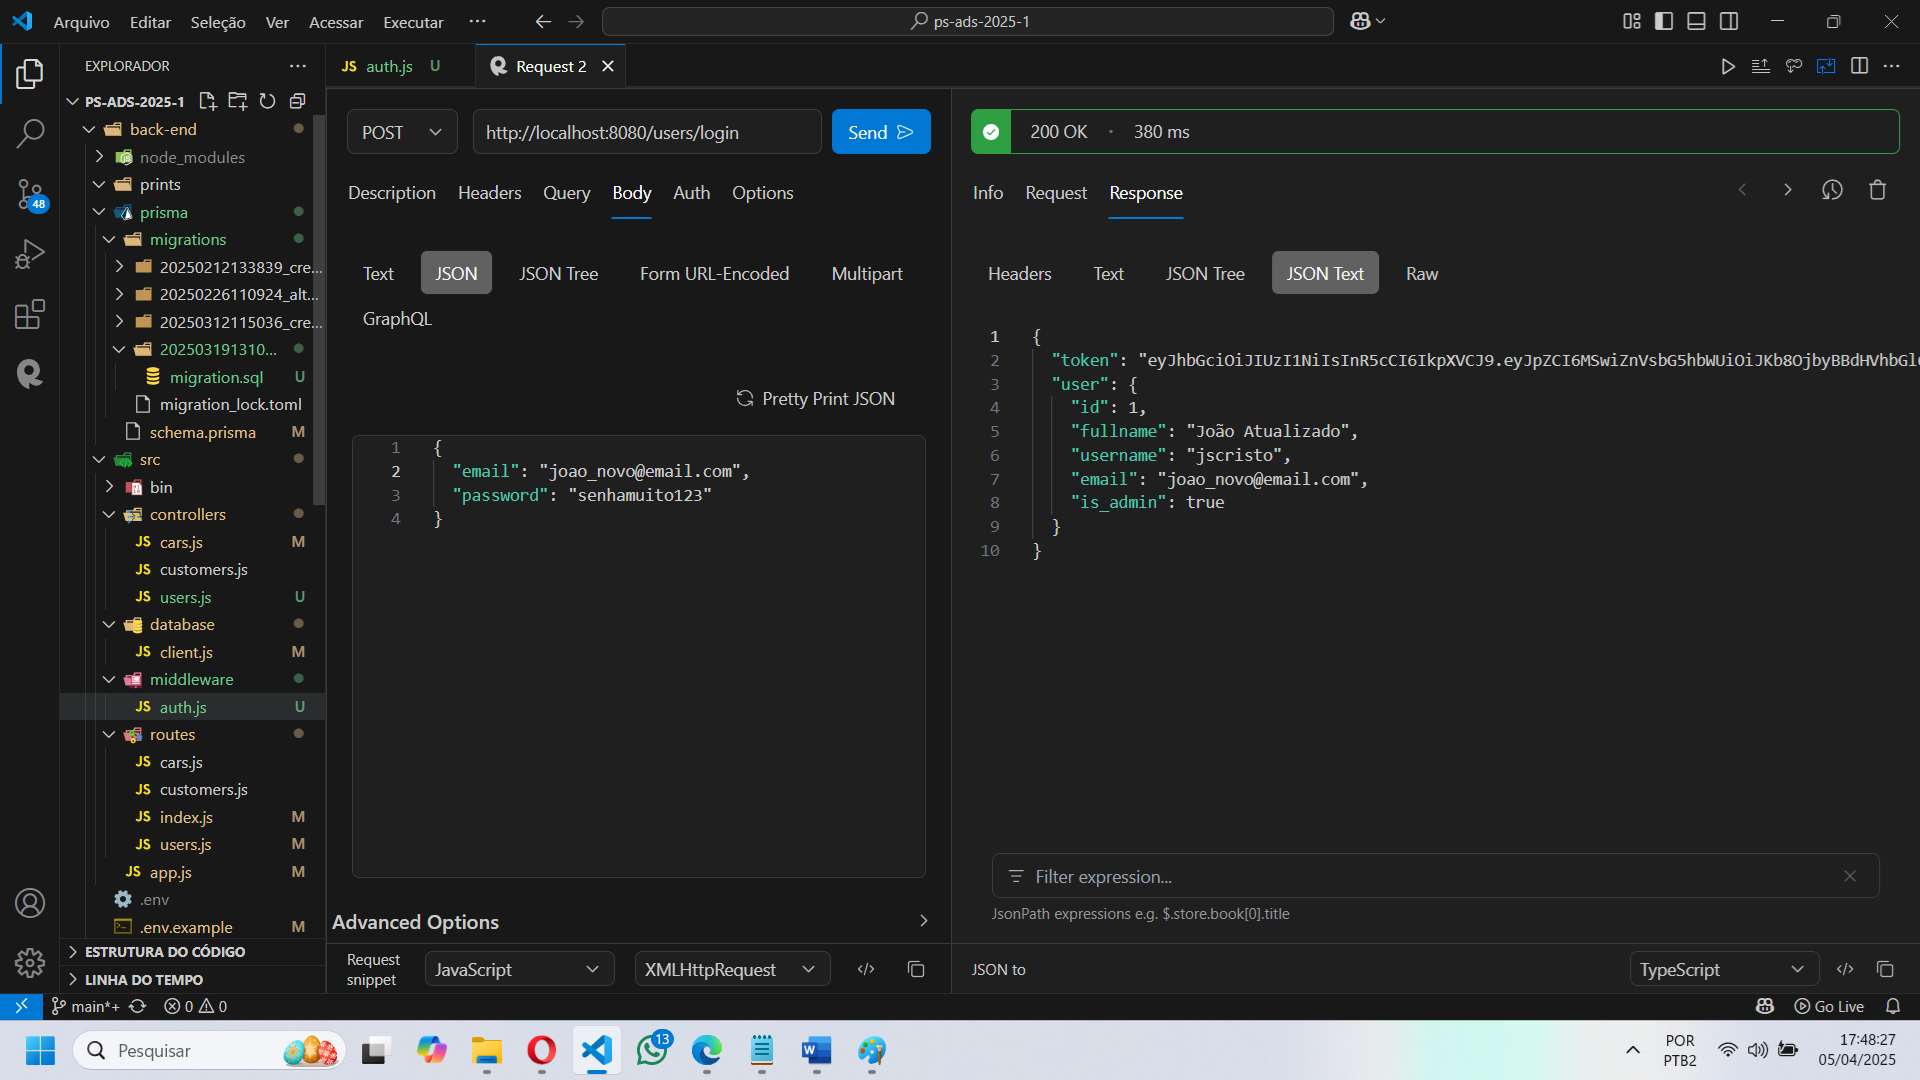 Arquivo Editar Seleção Ver Acessar Executar ··· ps-ads-2025-1
EXPLORADOR
JS auth.js U Request 2
PS-ADS-2025-1
back-end
node_modules
prints
prisma
migrations
20250212133839_cre...
20250226110924_alt...
20250312115036_cre...
202503191310...
migration.sql U
migration_lock.toml
schema.prisma M
src
bin
controllers
JS cars.js M
JS customers.js
JS users.js U
database
JS client.js M
middleware
JS auth.js U
routes
JS cars.js
JS customers.js
JS index.js M
JS users.js M
JS app.js M
.env
.env.example M
ESTRUTURA DO CÓDIGO
LINHA DO TEMPO
48
POST http://localhost:8080/users/login Send
Description Headers Query Body Auth Options
Text JSON JSON Tree Form URL-Encoded Multipart
GraphQL
Pretty Print JSON
1 {
2 "email": "joao_novo@email.com",
3 "password": "senhamuito123"
4 }
Advanced Options
Request snippet JavaScript XMLHttpRequest
200 OK · 380 ms
Info Request Response
Headers Text JSON Tree JSON Text Raw
1 {
2 "token": "eyJhbGciOiJIUzI1NiIsInR5cCI6IkpXVCJ9.eyJpZCI6MSwiZnVsbG5hbWUiOiJKb8OjbyBBdHVhbGl
3 "user": {
4 "id": 1,
5 "fullname": "João Atualizado",
6 "username": "jscristo",
7 "email": "joao_novo@email.com",
8 "is_admin": true
9 }
10 }
Filter expression...
JsonPath expressions e.g. $.store.book[0].title
JSON to TypeScript
main*+ 0 0 Go Live
Pesquisar 13 POR 17:48:27
PTB2 05/04/2025